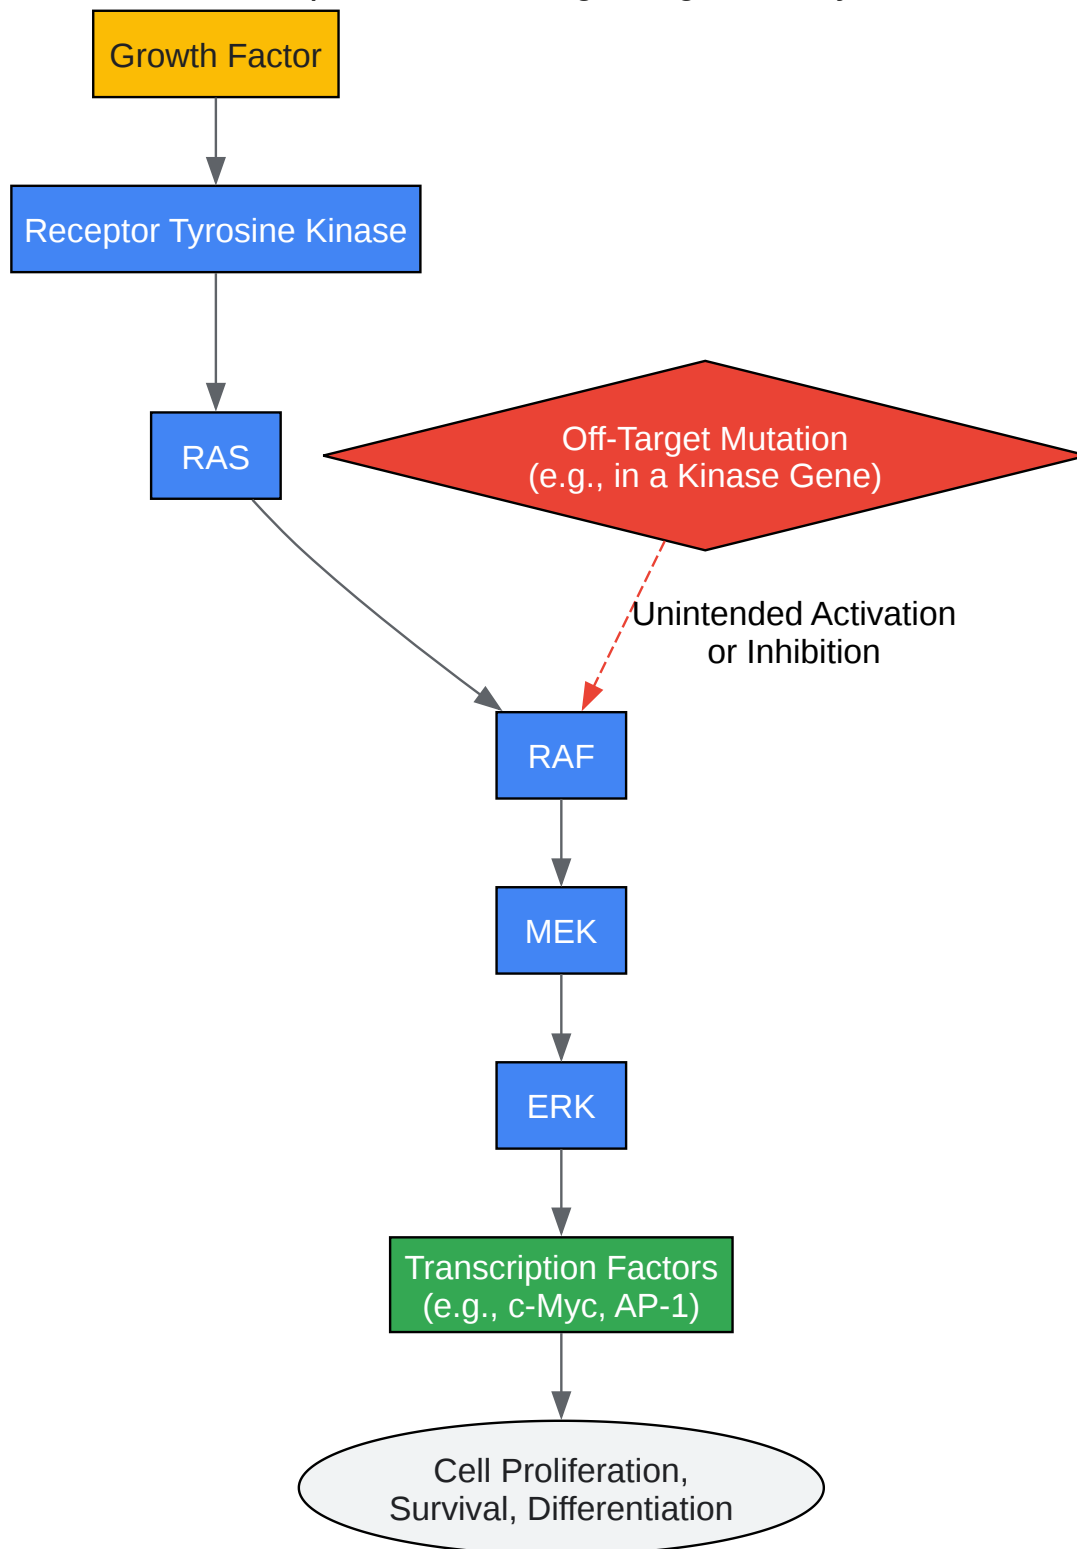 Growth Factor
Receptor Tyrosine Kinase
RAS
Off-Target Mutation
(e.g., in a Kinase Gene)
Unintended Activation
or Inhibition
RAF
MEK
ERK
Transcription Factors
(e.g., c-Myc, AP-1)
Cell Proliferation,
Survival, Differentiation